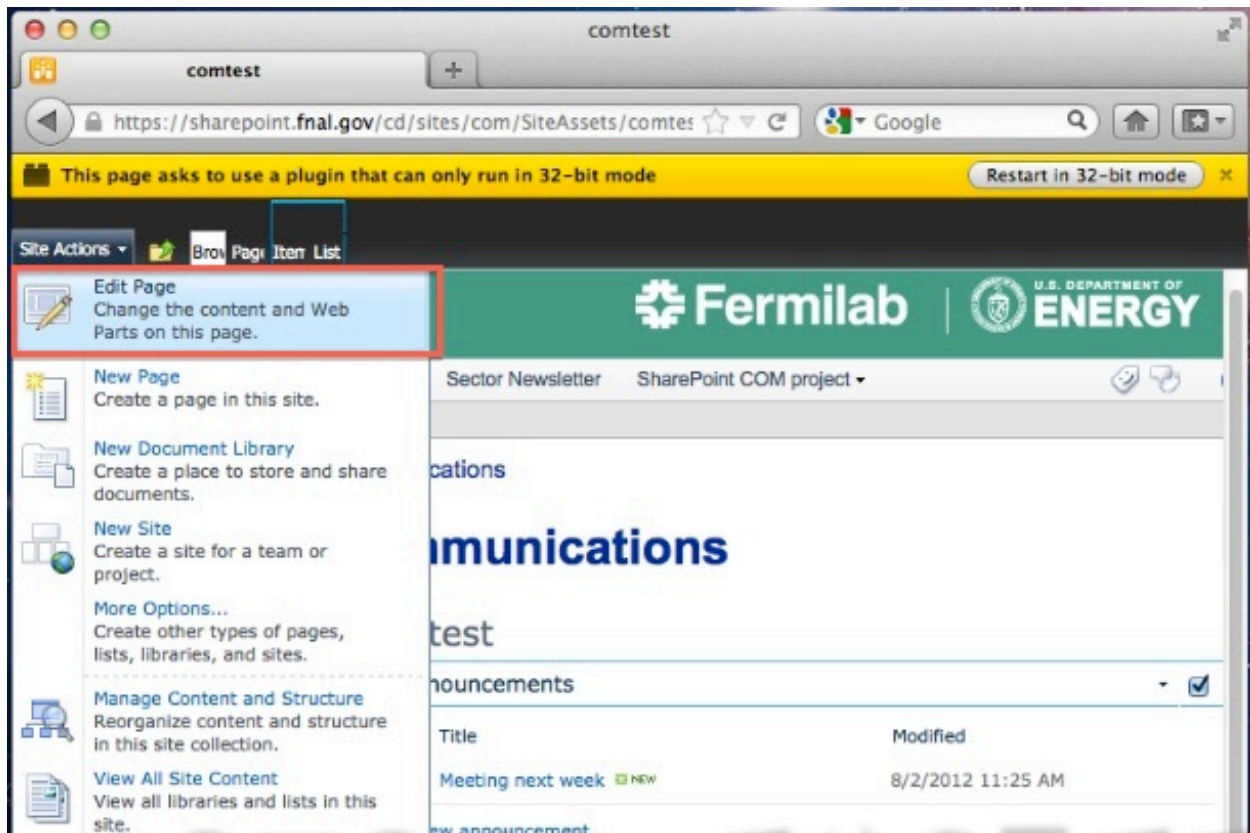 comtest
comtest
https://sharepoint.fnal.gov/cd/sites/com/SiteAssets/comtes
Google
This page asks to use a plugin that can only run in 32-bit mode
Restart in 32-bit mode
Site Actions
Brow Page Item List
Edit Page
Change the content and Web
Parts on this page.
Fermilab
U.S. DEPARTMENT OF
ENERGY
New Page
Create a page in this site.
Sector Newsletter SharePoint COM project
New Document Library
Create a place to store and share
documents.
cations
New Site
Create a site for a team or
project.
mmunications
More Options...
Create other types of pages,
lists, libraries, and sites.
test
nouncements
Manage Content and Structure
Reorganize content and structure
in this site collection.
Title Modified
View All Site Content
View all libraries and lists in this
site.
Meeting next week NEW 8/2/2012 11:25 AM
ew announcement